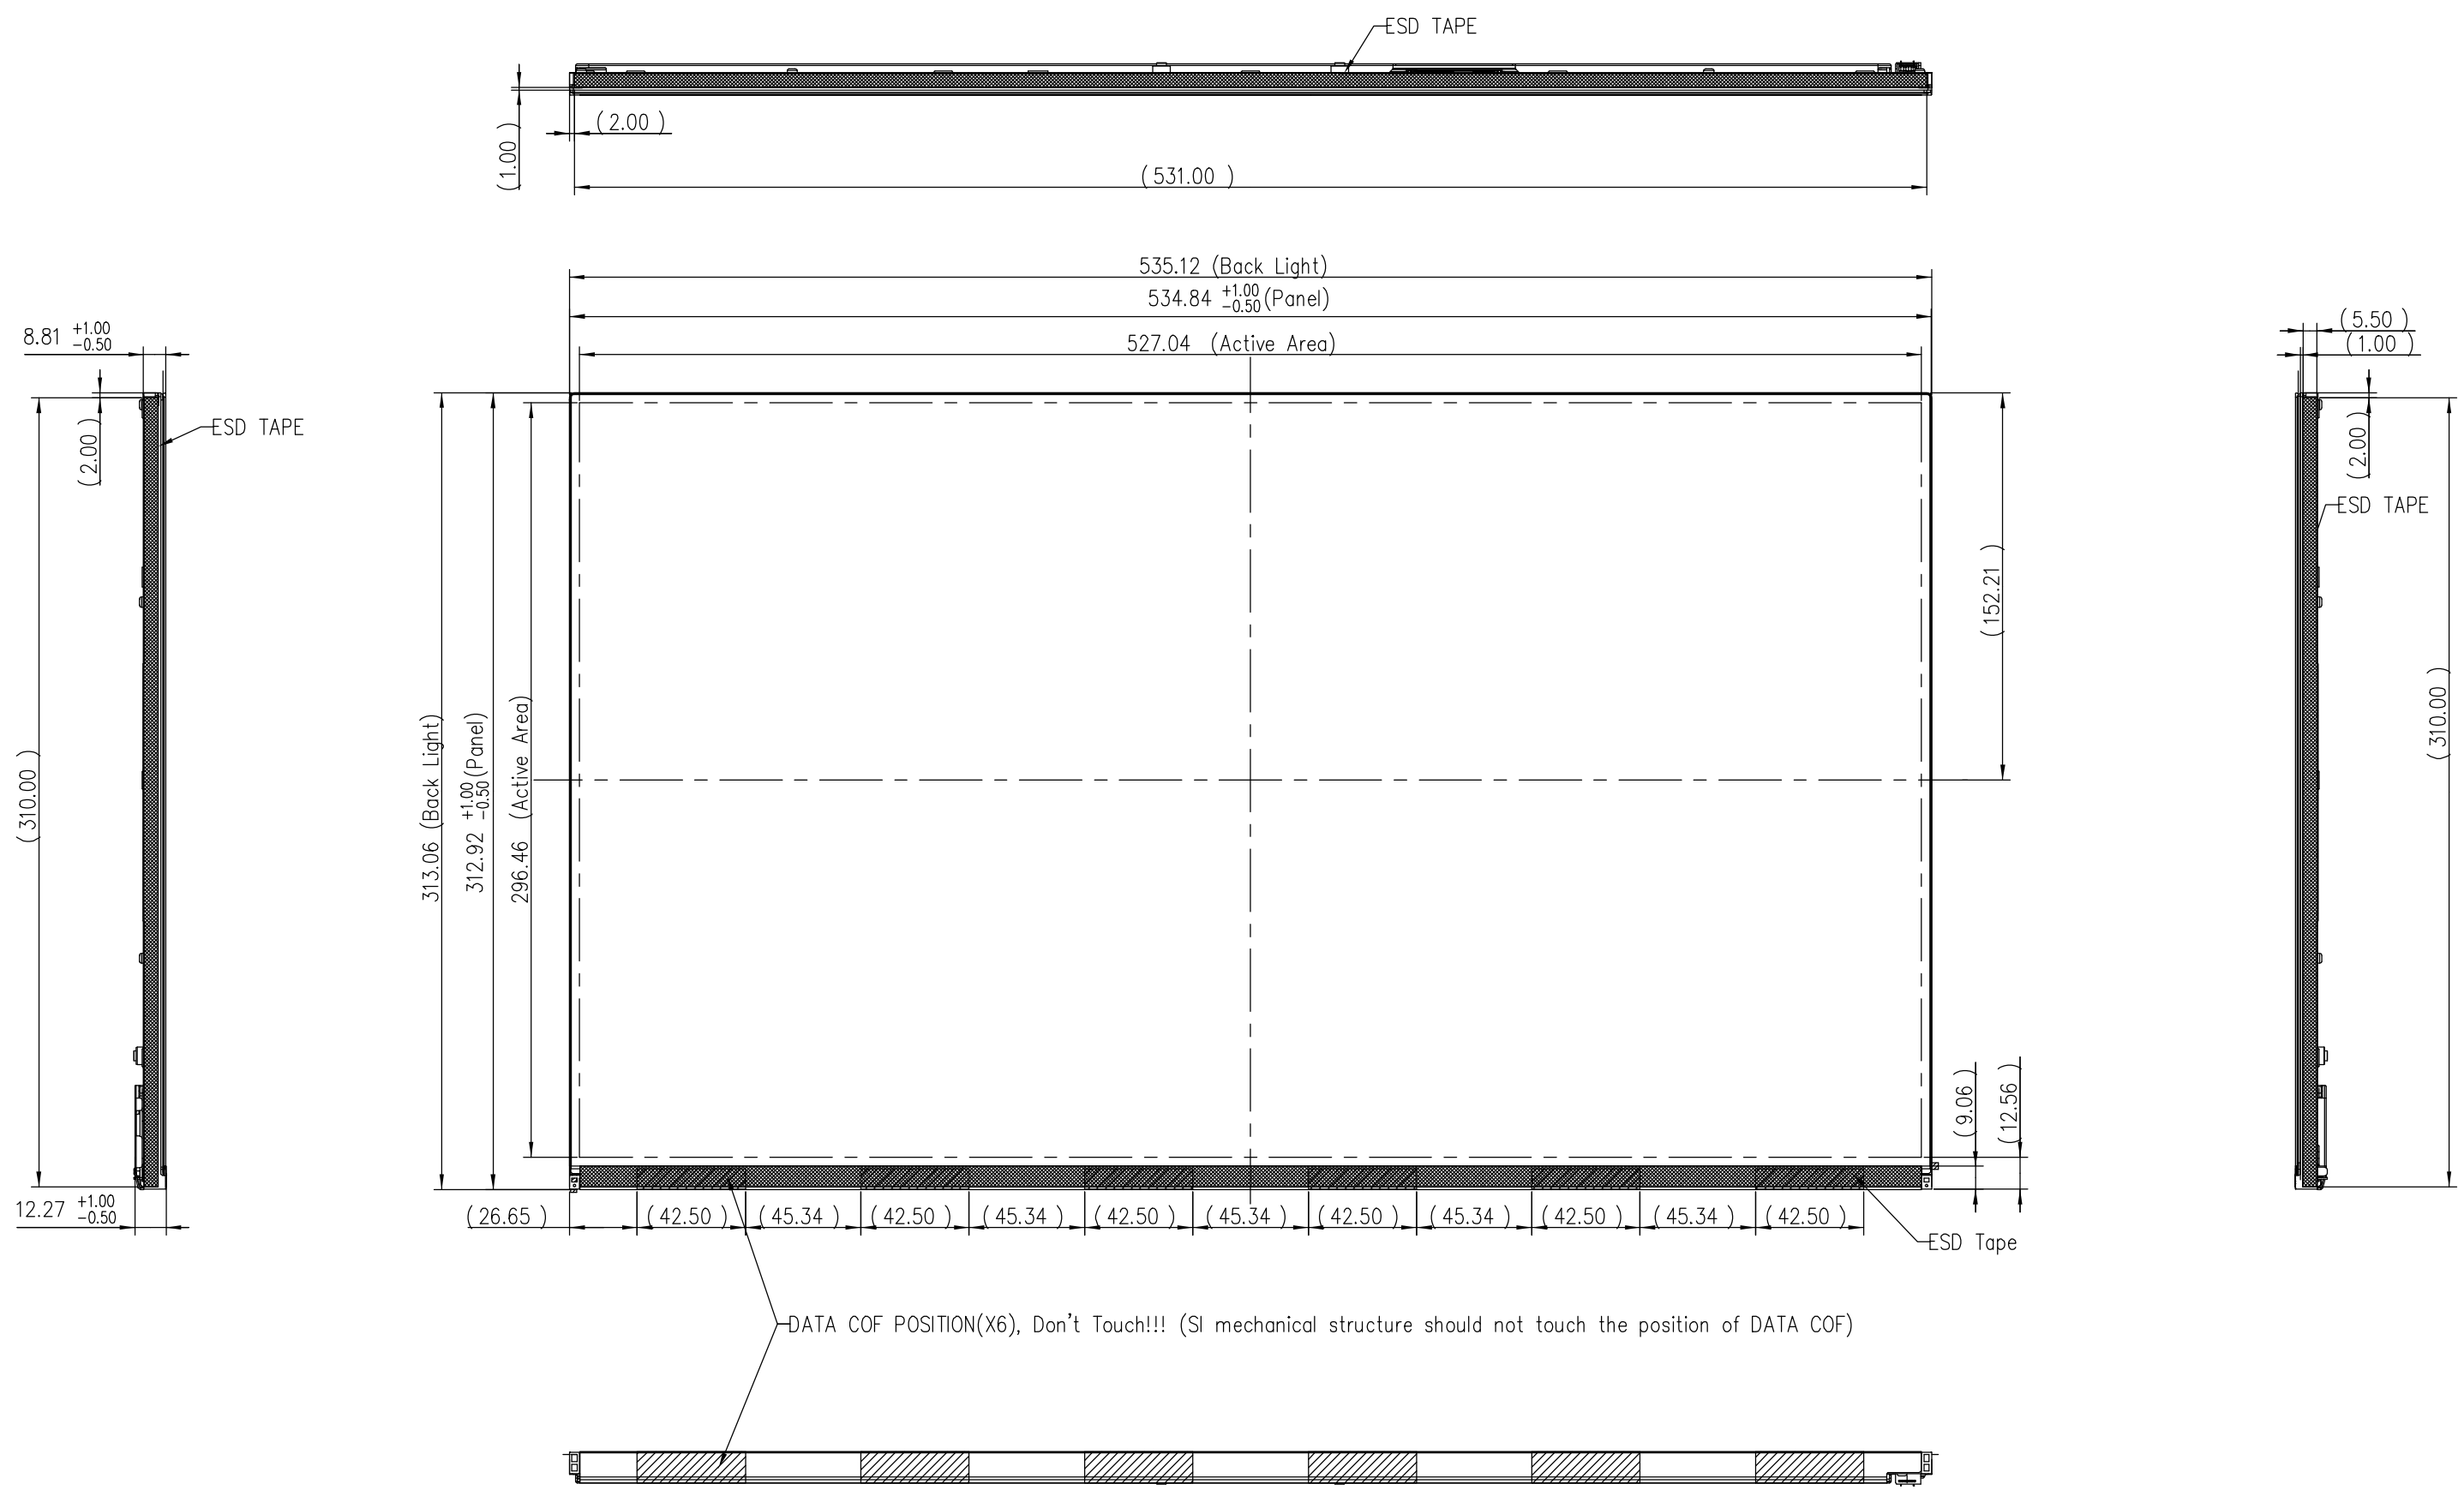 ESD TAPE
( 2.00 )
( 1.00 )
( 531.00 )
535.12 (Back Light)
534.84 +1.00 -0.50 (Panel)
527.04 (Active Area)
8.81 +1.00 -0.50
( 2.00 )
ESD TAPE
( 310.00 )
12.27 +1.00 -0.50
313.06 (Back Light)
312.92 +1.00 -0.50 (Panel)
296.46 (Active Area)
( 152.21 )
( 9.06 )
( 12.56 )
( 5.50 )
( 1.00 )
( 2.00 )
ESD TAPE
( 310.00 )
( 26.65 ) ( 42.50 ) ( 45.34 ) ( 42.50 ) ( 45.34 ) ( 42.50 ) ( 45.34 ) ( 42.50 ) ( 45.34 ) ( 42.50 ) ( 45.34 ) ( 42.50 )
ESD Tape
DATA COF POSITION(X6), Don't Touch!!! (SI mechanical structure should not touch the position of DATA COF)